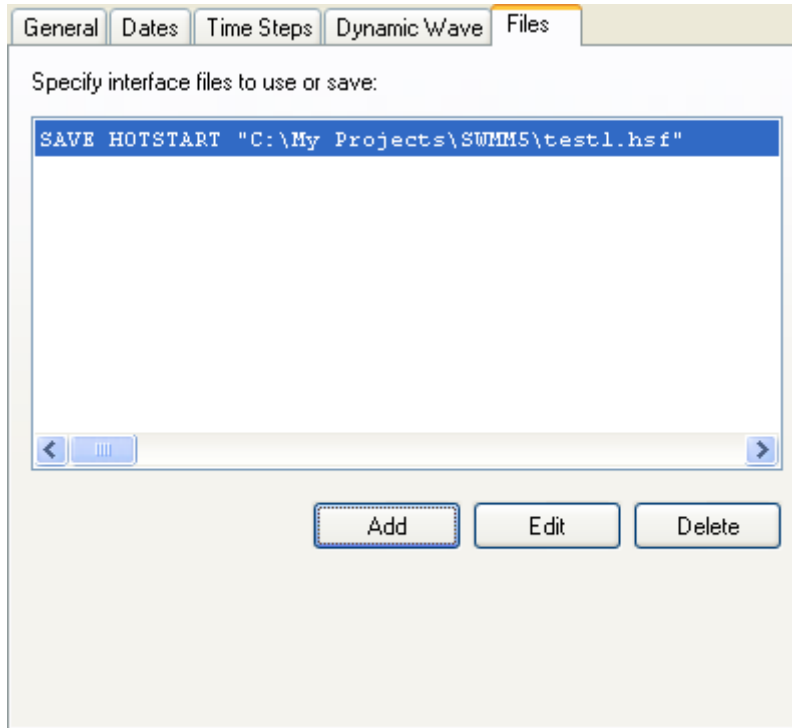 General Dates Time Steps Dynamic Wave Files
Specify interface files to use or save:
SAVE HOTSTART "C:\My Projects\SWMM5\test1.hsf"
Add Edit Delete